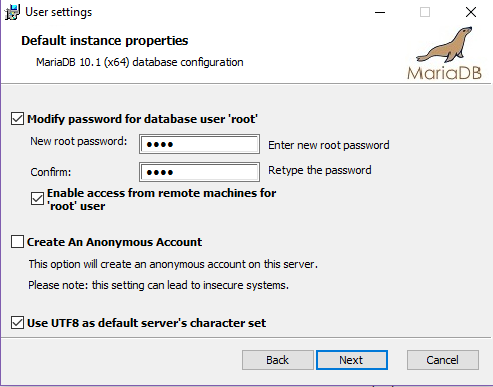 User settings
Default instance properties
MariaDB 10.1 (x64) database configuration
MariaDB
Modify password for database user 'root'
New root password: •••• Enter new root password
Confirm: •••• Retype the password
Enable access from remote machines for
'root' user
Create An Anonymous Account
This option will create an anonymous account on this server.
Please note: this setting can lead to insecure systems.
Use UTF8 as default server's character set
Back Next Cancel